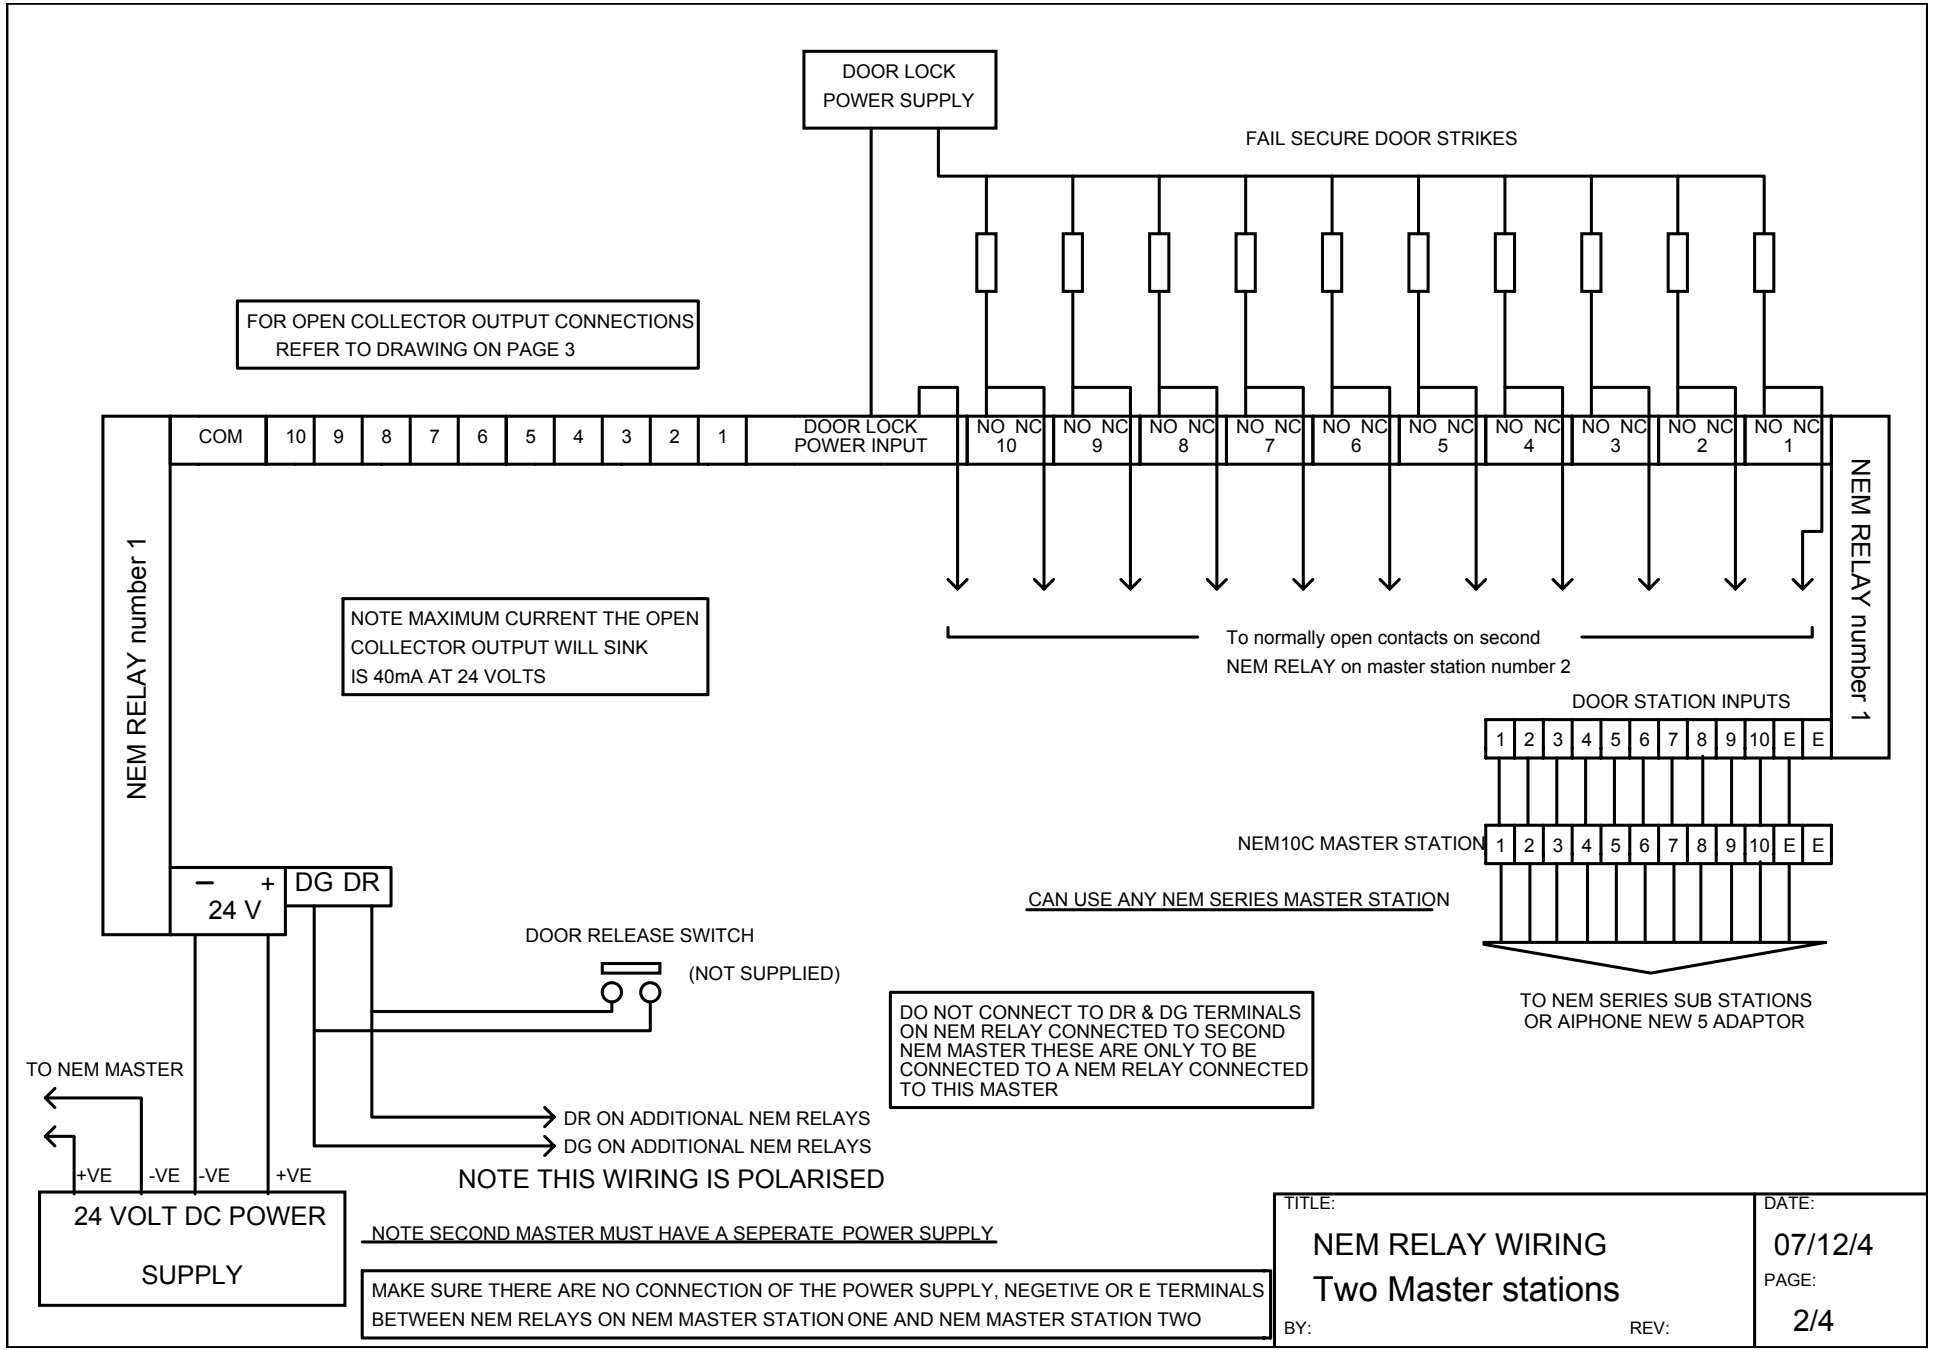 DOOR LOCK
POWER SUPPLY
FAIL SECURE DOOR STRIKES
FOR OPEN COLLECTOR OUTPUT CONNECTIONS
REFER TO DRAWING ON PAGE 3
COM 10 9 8 7 6 5 4 3 2 1
DOOR LOCK
POWER INPUT
NO NC NO NC NO NC NO NC NO NC NO NC NO NC NO NC NO NC NO NC
10 9 8 7 6 5 4 3 2 1
NEM RELAY number 1
NEM RELAY number 1
NOTE MAXIMUM CURRENT THE OPEN
COLLECTOR OUTPUT WILL SINK
IS 40mA AT 24 VOLTS
To normally open contacts on second
NEM RELAY on master station number 2
DOOR STATION INPUTS
1 2 3 4 5 6 7 8 9 10 E E
NEM10C MASTER STATION
1 2 3 4 5 6 7 8 9 10 E E
CAN USE ANY NEM SERIES MASTER STATION
TO NEM SERIES SUB STATIONS
OR AIPHONE NEW 5 ADAPTOR
– +
24 V
DG DR
DOOR RELEASE SWITCH
(NOT SUPPLIED)
DO NOT CONNECT TO DR & DG TERMINALS
ON NEM RELAY CONNECTED TO SECOND
NEM MASTER THESE ARE ONLY TO BE
CONNECTED TO A NEM RELAY CONNECTED
TO THIS MASTER
TO NEM MASTER
DR ON ADDITIONAL NEM RELAYS
DG ON ADDITIONAL NEM RELAYS
NOTE THIS WIRING IS POLARISED
+VE -VE -VE +VE
24 VOLT DC POWER
SUPPLY
NOTE SECOND MASTER MUST HAVE A SEPERATE POWER SUPPLY
MAKE SURE THERE ARE NO CONNECTION OF THE POWER SUPPLY, NEGETIVE OR E TERMINALS
BETWEEN NEM RELAYS ON NEM MASTER STATION ONE AND NEM MASTER STATION TWO
TITLE:
NEM RELAY WIRING
Two Master stations
BY: REV:
DATE:
07/12/4
PAGE:
2/4